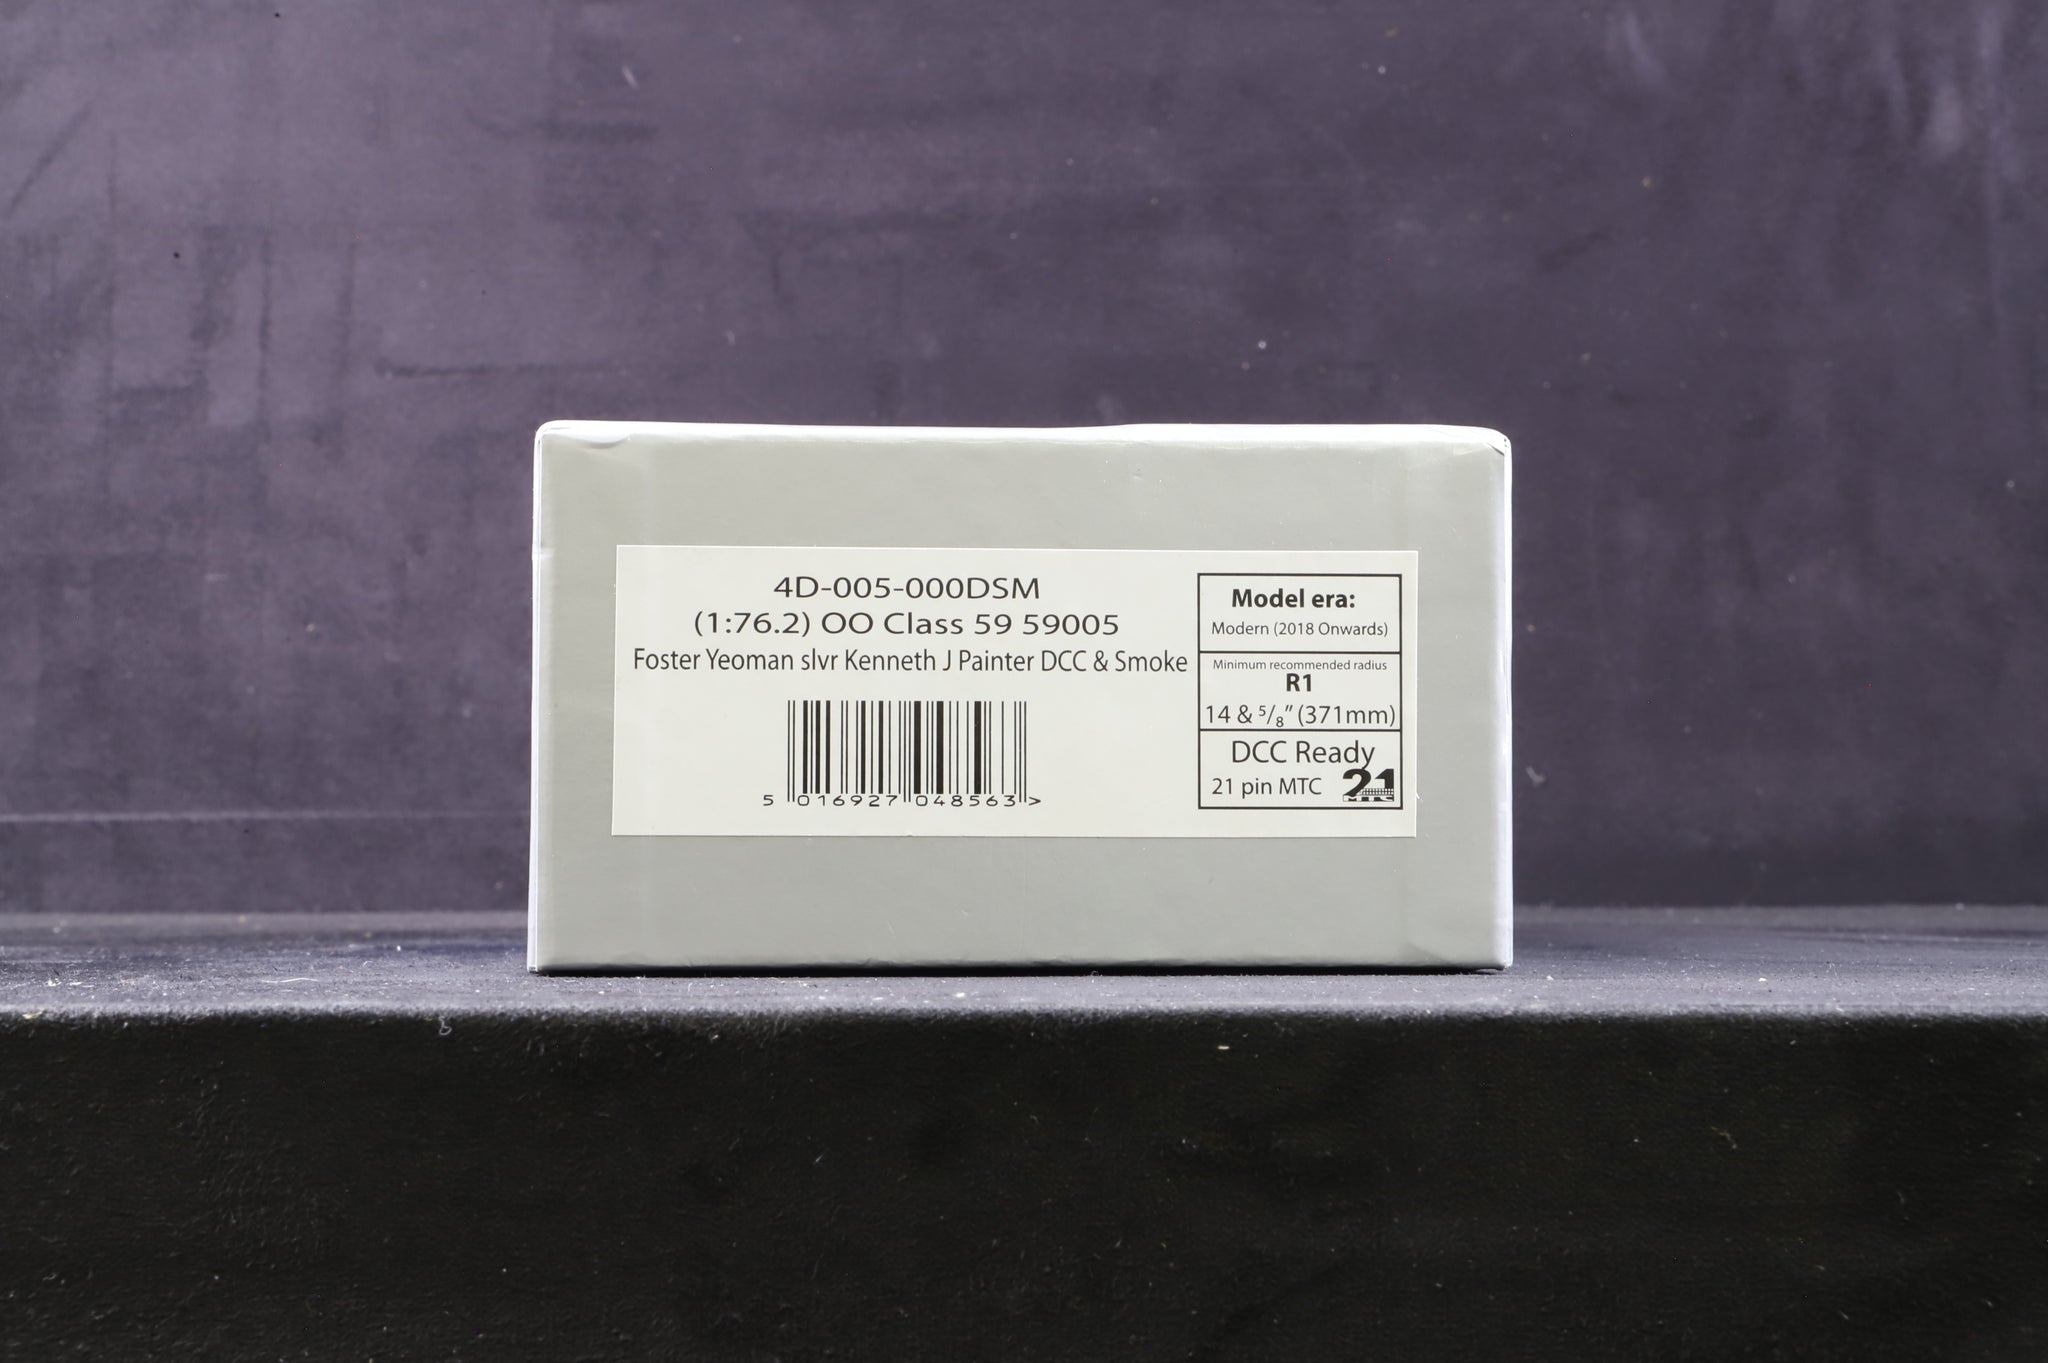 4D-005-000DSM
(1:76.2) OO Class 59 59005
Foster Yeoman slvr Kenneth J Painter DCC & Smoke
5 016927 048563 >
Model era:
Modern (2018 Onwards)
Minimum recommended radius
R1
14 & 5/8" (371mm)
DCC Ready
21 pin MTC
21
MTC